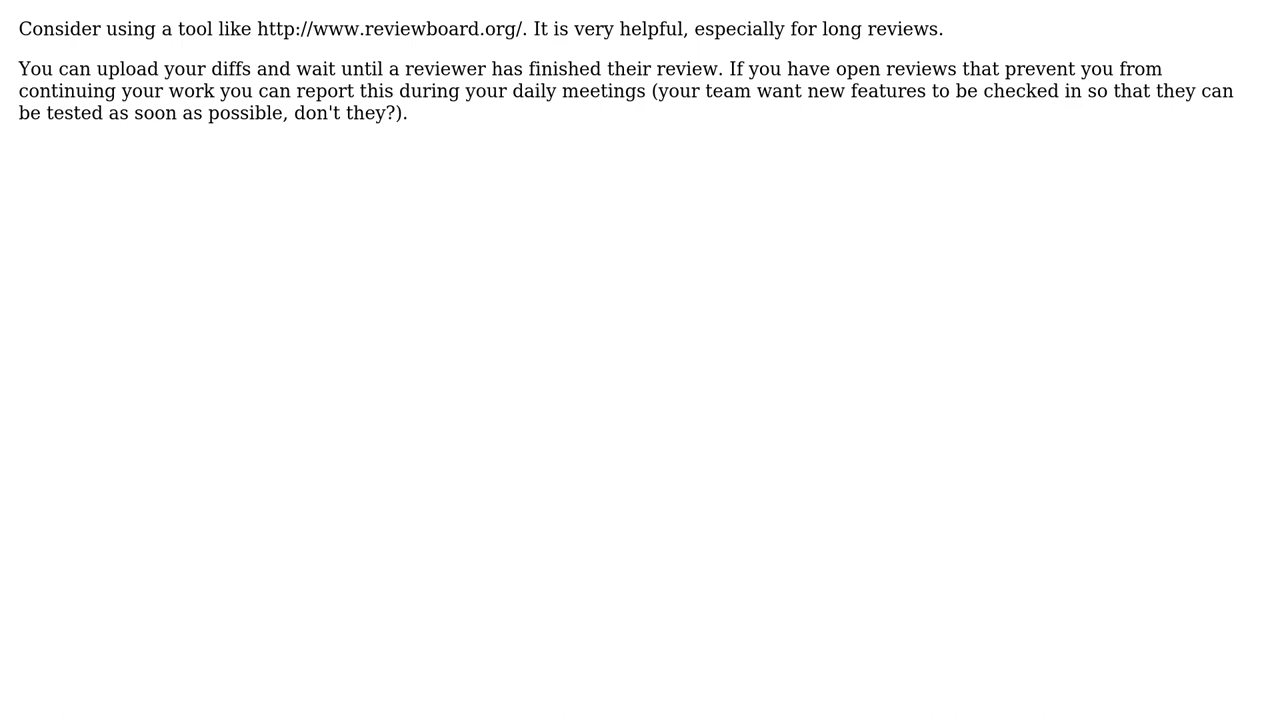 Consider using a tool like http://www.reviewboard.org/. It is very helpful, especially for long reviews.
You can upload your diffs and wait until a reviewer has finished their review. If you have open reviews that prevent you from
continuing your work you can report this during your daily meetings (your team want new features to be checked in so that they can
be tested as soon as possible, don't they?).